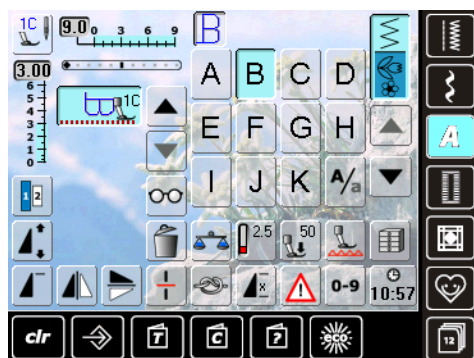 1C 9.0 0 3 6 9 B
3.00
6 5 4 3 2 1 0
1C
A B C D
E F G H
I J K A/a
1 2
2.5 50
x 0-9 10:57
A
12
clr T C ? eco